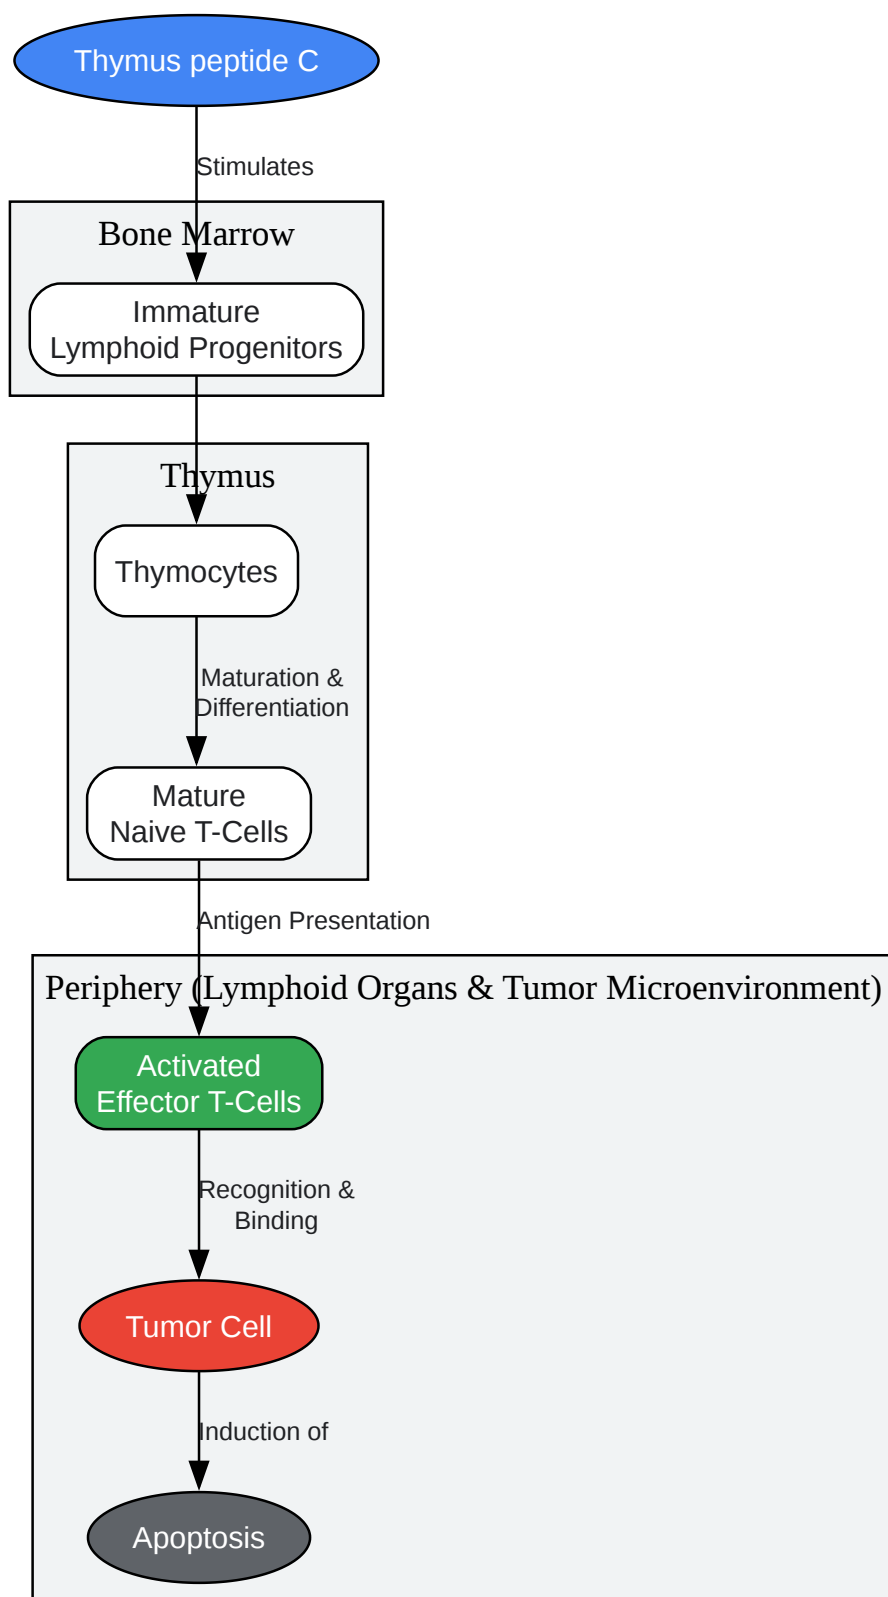 Thymus peptide C
Stimulates
Bone Marrow
Immature
Lymphoid Progenitors
Thymus
Thymocytes
Maturation &
Differentiation
Mature
Naive T-Cells
Antigen Presentation
Periphery (Lymphoid Organs & Tumor Microenvironment)
Activated
Effector T-Cells
Recognition &
Binding
Tumor Cell
Induction of
Apoptosis